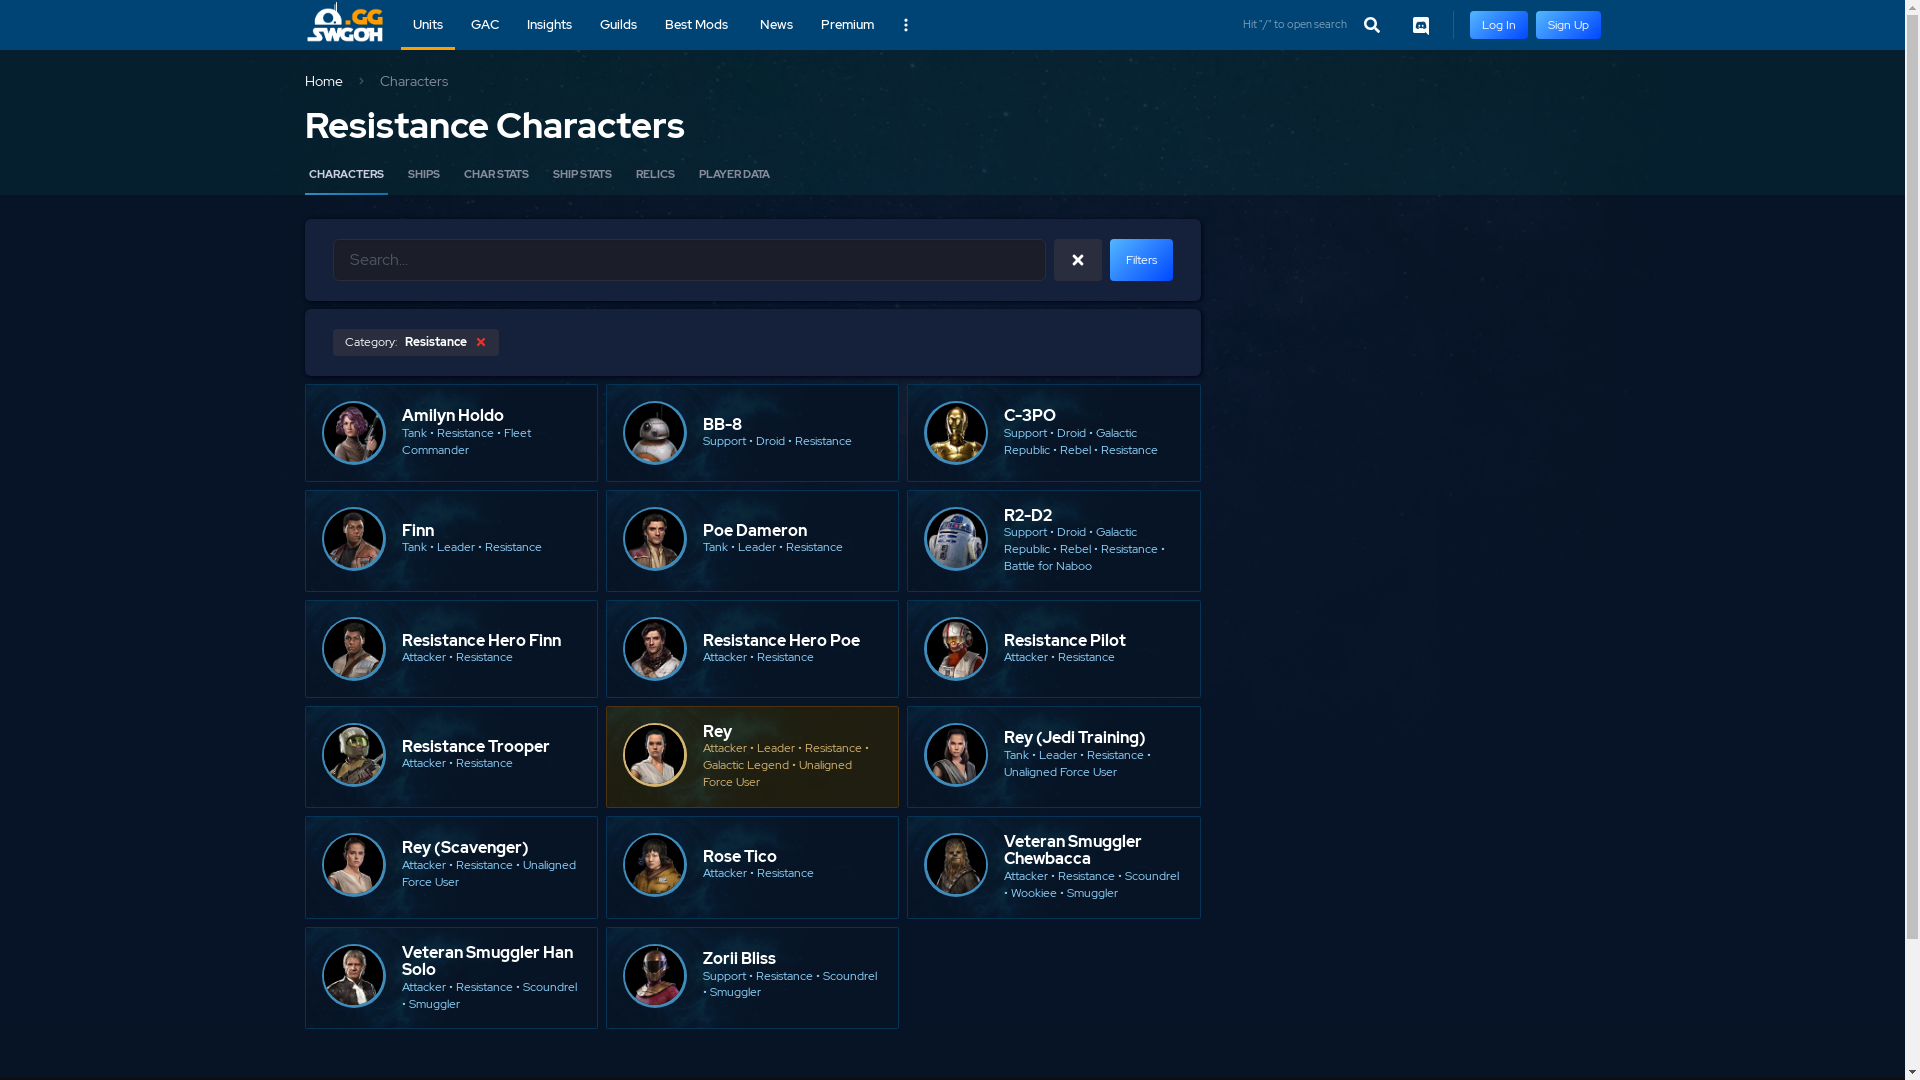 .GG
SWGOH
Units
GAC
Insights
Guilds
Best Mods
News
Premium
Hit "/" to open search
Log In
Sign Up
Home
Characters
Resistance Characters
CHARACTERS
SHIPS
CHAR STATS
SHIP STATS
RELICS
PLAYER DATA
Search...
Filters
Category: Resistance
Amilyn Holdo
Tank • Resistance • Fleet
Commander
BB-8
Support • Droid • Resistance
C-3PO
Support • Droid • Galactic
Republic • Rebel • Resistance
Finn
Tank • Leader • Resistance
Poe Dameron
Tank • Leader • Resistance
R2-D2
Support • Droid • Galactic
Republic • Rebel • Resistance •
Battle for Naboo
Resistance Hero Finn
Attacker • Resistance
Resistance Hero Poe
Attacker • Resistance
Resistance Pilot
Attacker • Resistance
Resistance Trooper
Attacker • Resistance
Rey
Attacker • Leader • Resistance •
Galactic Legend • Unaligned
Force User
Rey (Jedi Training)
Tank • Leader • Resistance •
Unaligned Force User
Rey (Scavenger)
Attacker • Resistance • Unaligned
Force User
Rose Tico
Attacker • Resistance
Veteran Smuggler
Chewbacca
Attacker • Resistance • Scoundrel
• Wookiee • Smuggler
Veteran Smuggler Han
Solo
Attacker • Resistance • Scoundrel
• Smuggler
Zorii Bliss
Support • Resistance • Scoundrel
• Smuggler